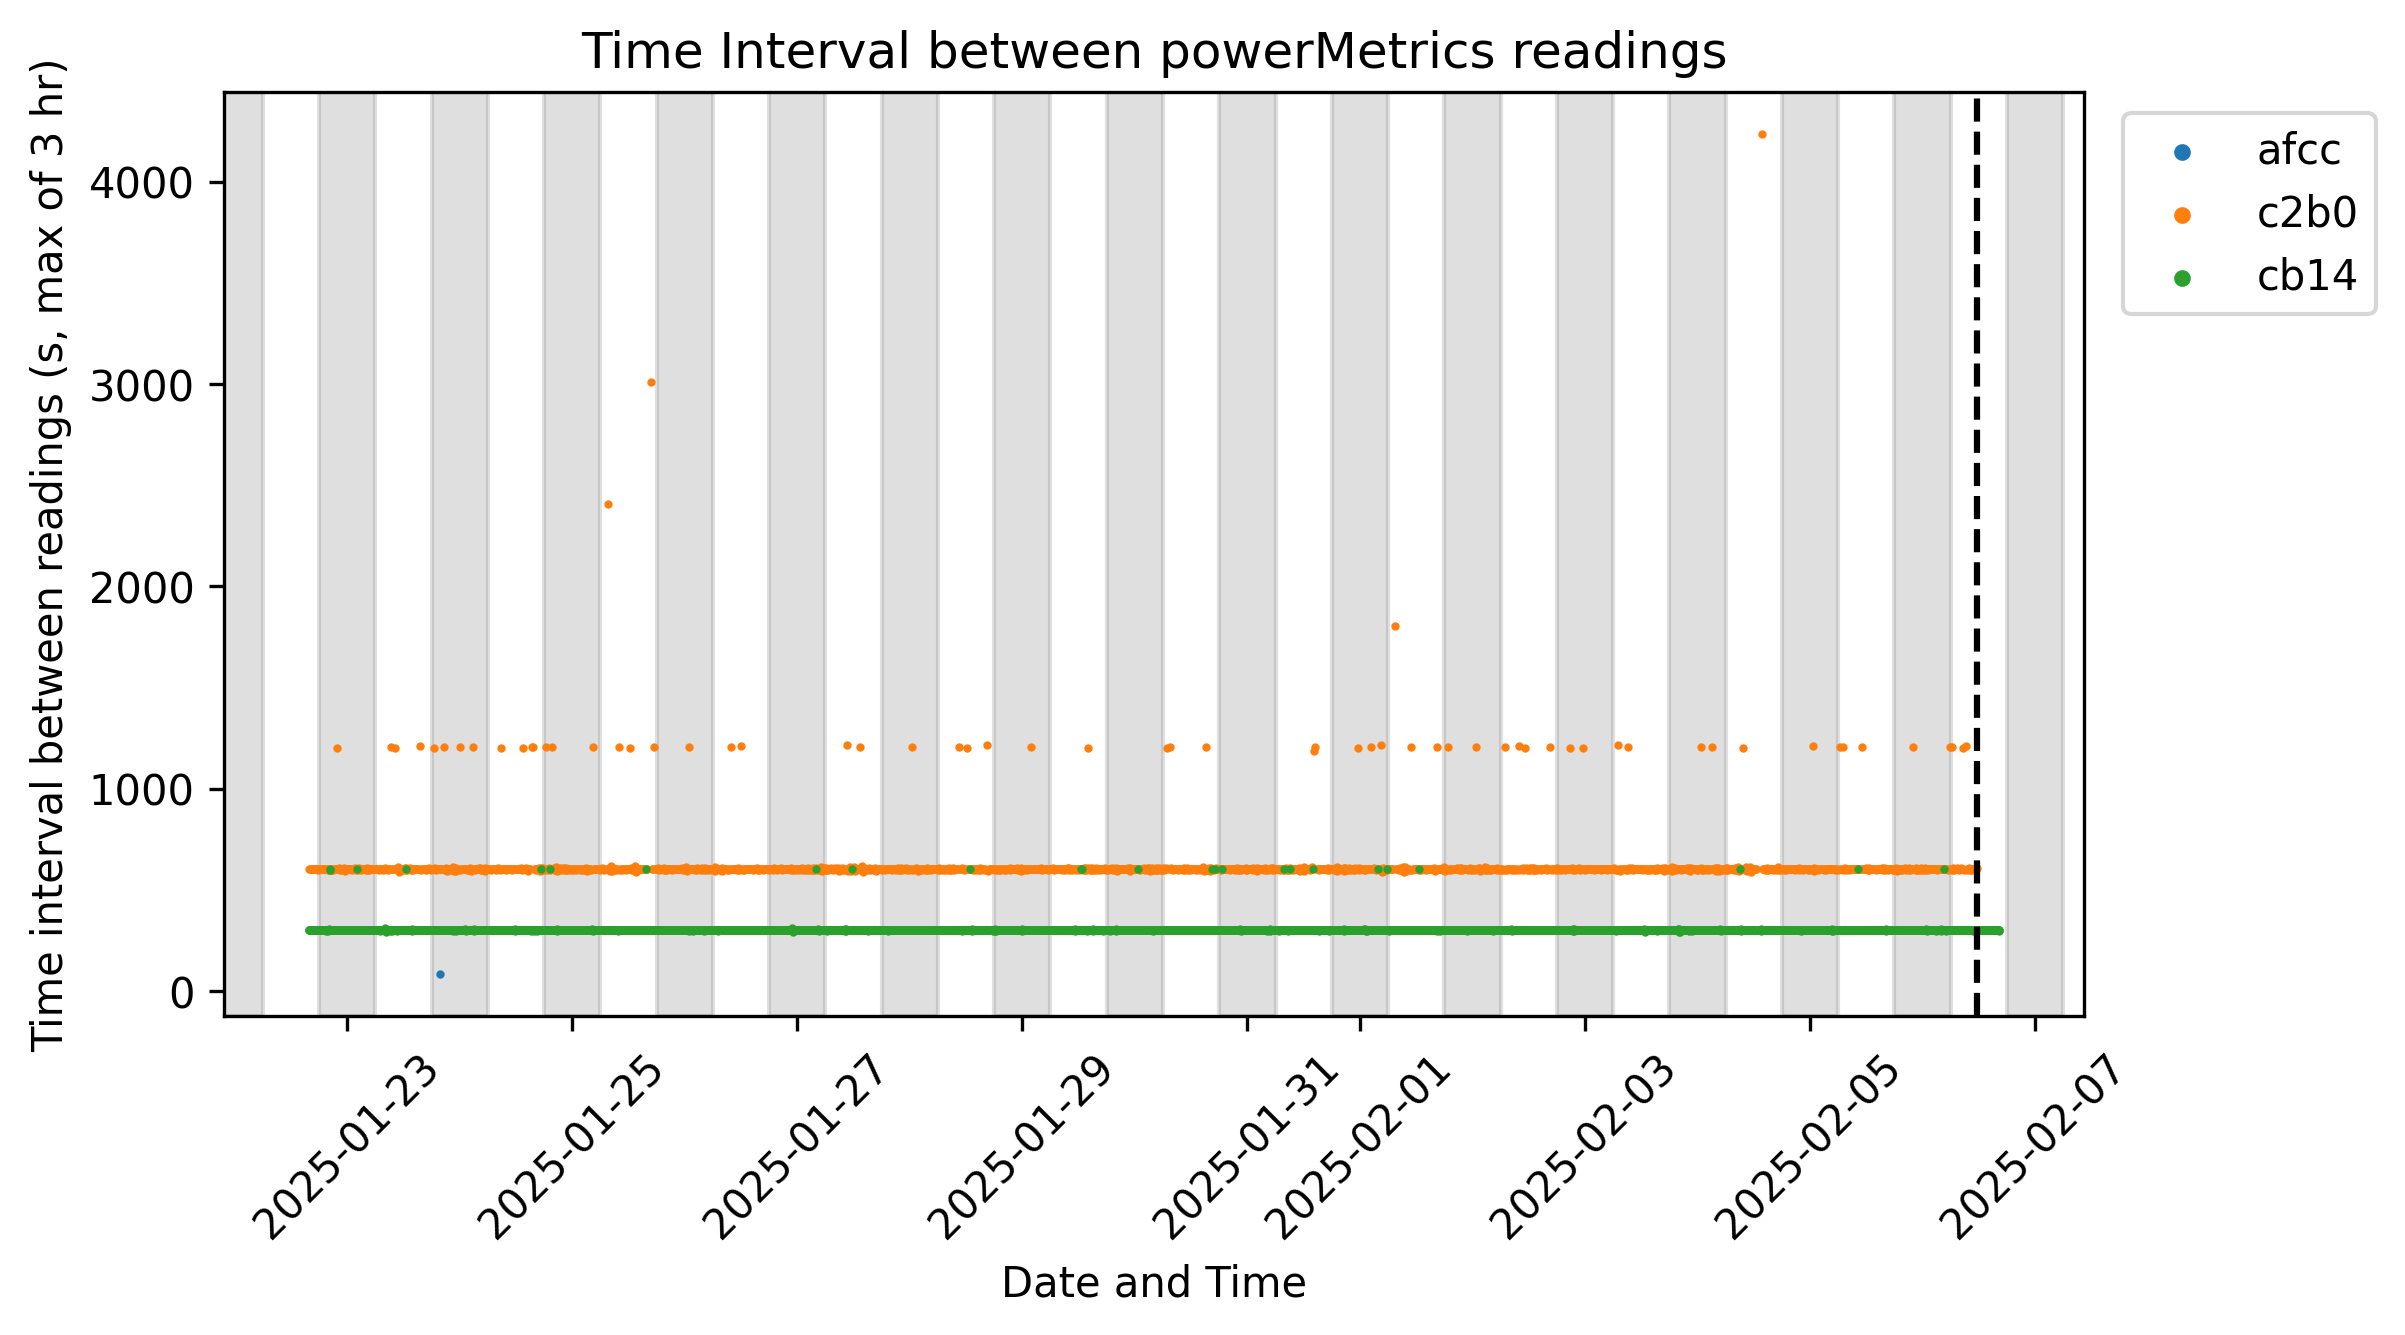 Time Interval between powerMetrics readings
Time interval between readings (s, max of 3 hr)
4000
3000
2000
1000
0
afcc
c2b0
cb14
2025-01-23
2025-01-25
2025-01-27
2025-01-29
2025-01-31
2025-02-01
2025-02-03
2025-02-05
2025-02-07
Date and Time